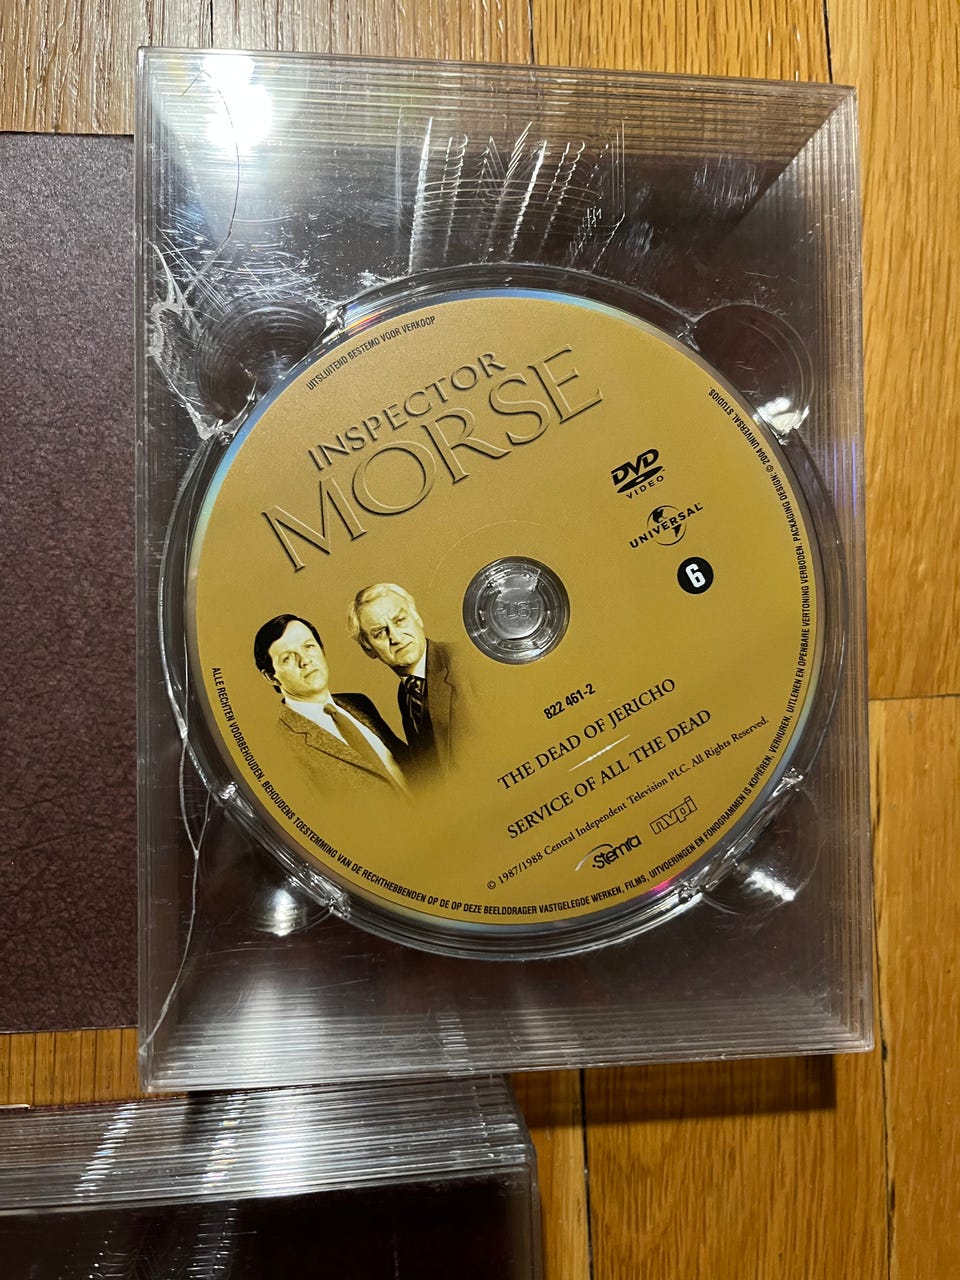 UITSLUITEND BESTEMD VOOR VERKOOP
INSPECTOR
MORSE
DVD
VIDEO
UNIVERSAL
6
PUSH
822 461-2
THE DEAD OF JERICHO
SERVICE OF ALL THE DEAD
© 1987/1988 Central Independent Television PLC. All Rights Reserved.
Stemra
nvpi
ALLE RECHTEN VOORBEHOUDEN. BEHOUDENS TOESTEMMING VAN DE RECHTHEBBENDEN OP DE OP DEZE BEELDDRAGER VASTGELEGDE WERKEN, FILMS, UITVOERINGEN EN FONOGRAMMEN IS KOPIËREN, VERHUREN, UITLENEN EN OPENBARE VERTONING VERBODEN. PACKAGING DESIGN: © 2004 UNIVERSAL STUDIOS.